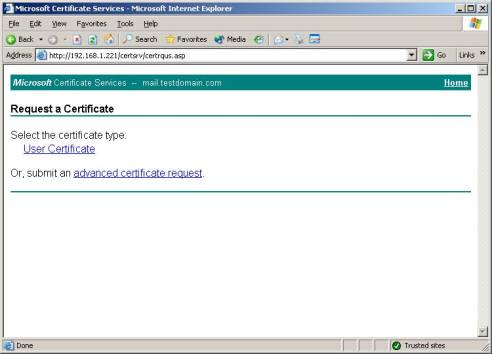 Microsoft Certificate Services - Microsoft Internet Explorer
File Edit View Favorites Tools Help
Back Search Favorites Media
Address http://192.168.1.221/certsrv/certrqus.asp Go Links »
Microsoft Certificate Services -- mail.testdomain.com Home
Request a Certificate
Select the certificate type:
User Certificate
Or, submit an advanced certificate request.
Done Trusted sites